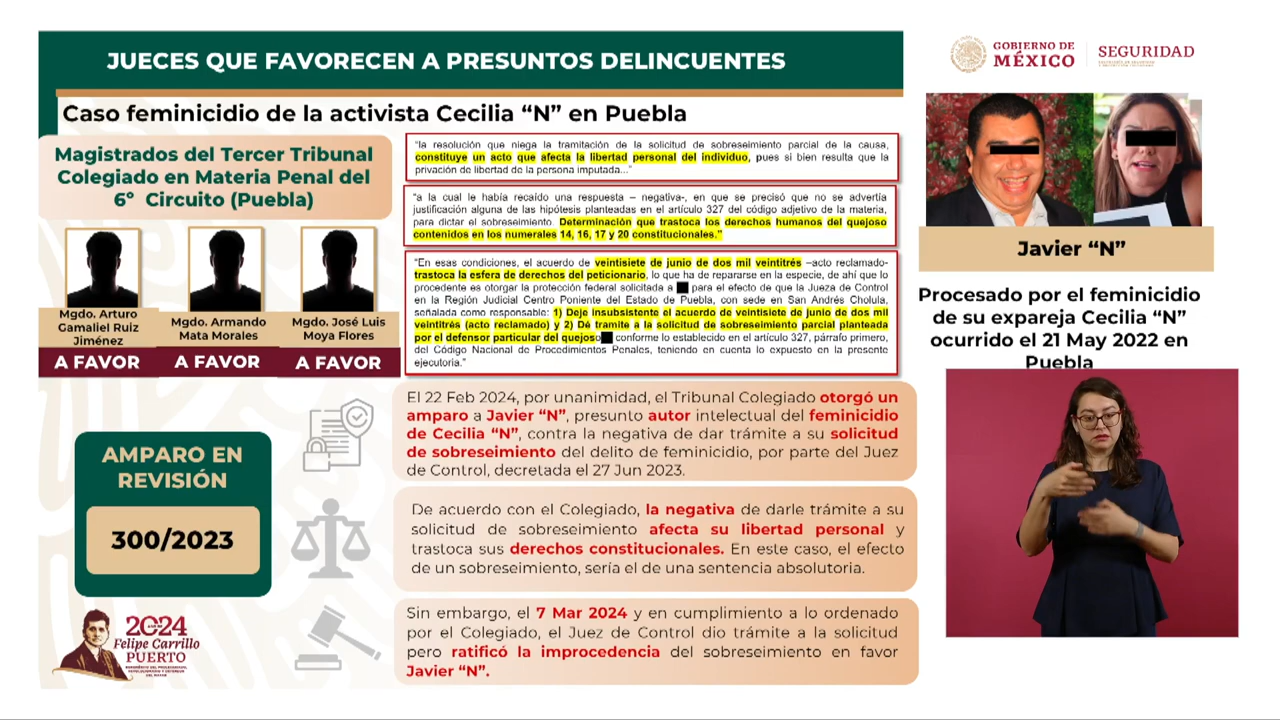 JUECES QUE FAVORECEN A PRESUNTOS DELINCUENTES
GOBIERNO DE
MÉXICO
SEGURIDAD
Caso feminicidio de la activista Cecilia “N” en Puebla
Magistrados del Tercer Tribunal
Colegiado en Materia Penal del
6° Circuito (Puebla)
Mgdo. Arturo
Gamaliel Ruiz
Jiménez
A FAVOR
Mgdo. Armando
Mata Morales
A FAVOR
Mgdo. José Luis
Moya Flores
A FAVOR
“la resolución que niega la tramitación de la solicitud de sobreseimiento parcial de la causa,
constituye un acto que afecta la libertad personal del individuo, pues si bien resulta que la
privación de libertad de la persona imputada...”
“a la cual le había recaído una respuesta – negativa-, en que se precisó que no se advertía
justificación alguna de las hipótesis planteadas en el artículo 327 del código adjetivo de la materia,
para dictar el sobreseimiento. Determinación que trastoca los derechos humanos del quejoso
contenidos en los numerales 14, 16, 17 y 20 constitucionales.”
“En esas condiciones, el acuerdo de veintisiete de junio de dos mil veintitrés –acto reclamado-
trastoca la esfera de derechos del peticionario, lo que ha de repararse en la especie, de ahí que lo
procedente es otorgar la protección federal solicitada a para el efecto de que la Jueza de Control
en la Región Judicial Centro Poniente del Estado de Puebla, con sede en San Andrés Cholula,
señalada como responsable: 1) Deje insubsistente el acuerdo de veintisiete de junio de dos mil
veintitrés (acto reclamado) y 2) Dé tramite a la solicitud de sobreseimiento parcial planteada
por el defensor particular del quejoso conforme lo establecido en el artículo 327, párrafo primero,
del Código Nacional de Procedimientos Penales, teniendo en cuenta lo expuesto en la presente
ejecutoria.”
Javier “N”
Procesado por el feminicidio
de su expareja Cecilia “N”
ocurrido el 21 May 2022 en
Puebla
AMPARO EN
REVISIÓN
300/2023
El 22 Feb 2024, por unanimidad, el Tribunal Colegiado otorgó un
amparo a Javier “N”, presunto autor intelectual del feminicidio
de Cecilia “N”, contra la negativa de dar trámite a su solicitud
de sobreseimiento del delito de feminicidio, por parte del Juez
de Control, decretada el 27 Jun 2023.
De acuerdo con el Colegiado, la negativa de darle trámite a su
solicitud de sobreseimiento afecta su libertad personal y
trastoca sus derechos constitucionales. En este caso, el efecto
de un sobreseimiento, sería el de una sentencia absolutoria.
Sin embargo, el 7 Mar 2024 y en cumplimiento a lo ordenado
por el Colegiado, el Juez de Control dio trámite a la solicitud
pero ratificó la improcedencia del sobreseimiento en favor
Javier “N”.
2024
Felipe Carrillo
PUERTO